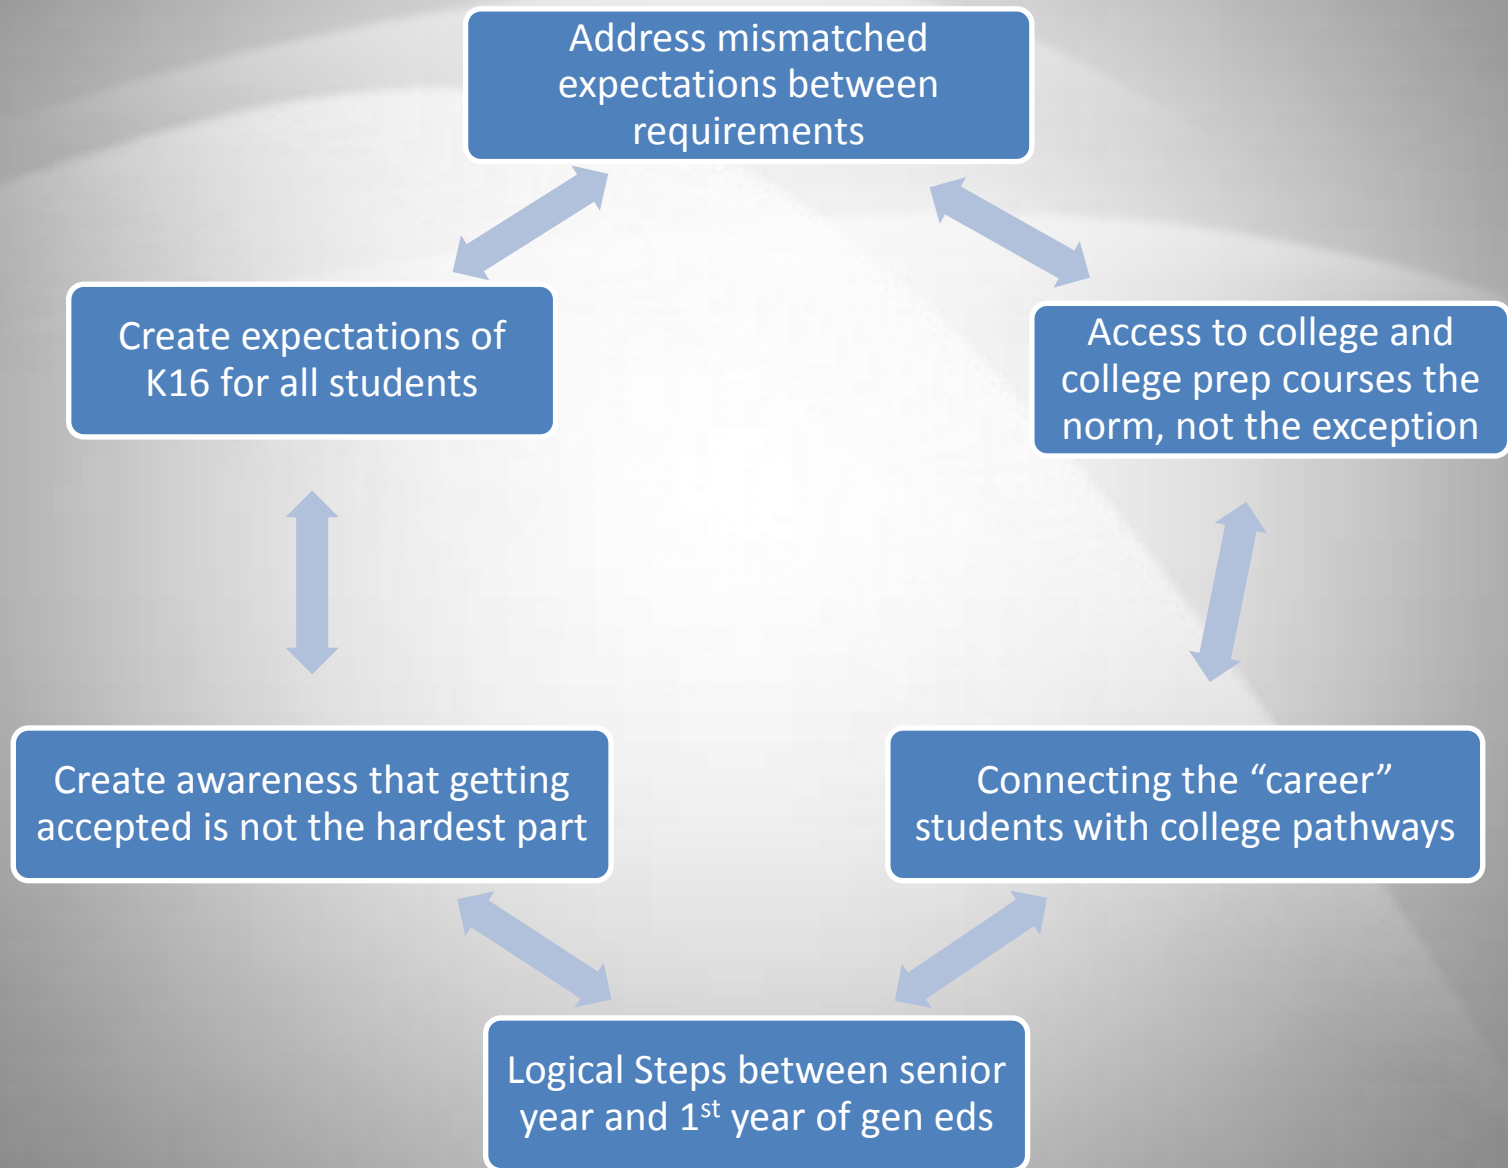 Address mismatched
expectations between
requirements
Create expectations of
K16 for all students
Access to college and
college prep courses the
norm, not the exception
Create awareness that getting
accepted is not the hardest part
Connecting the “career”
students with college pathways
Logical Steps between senior
year and 1st year of gen eds